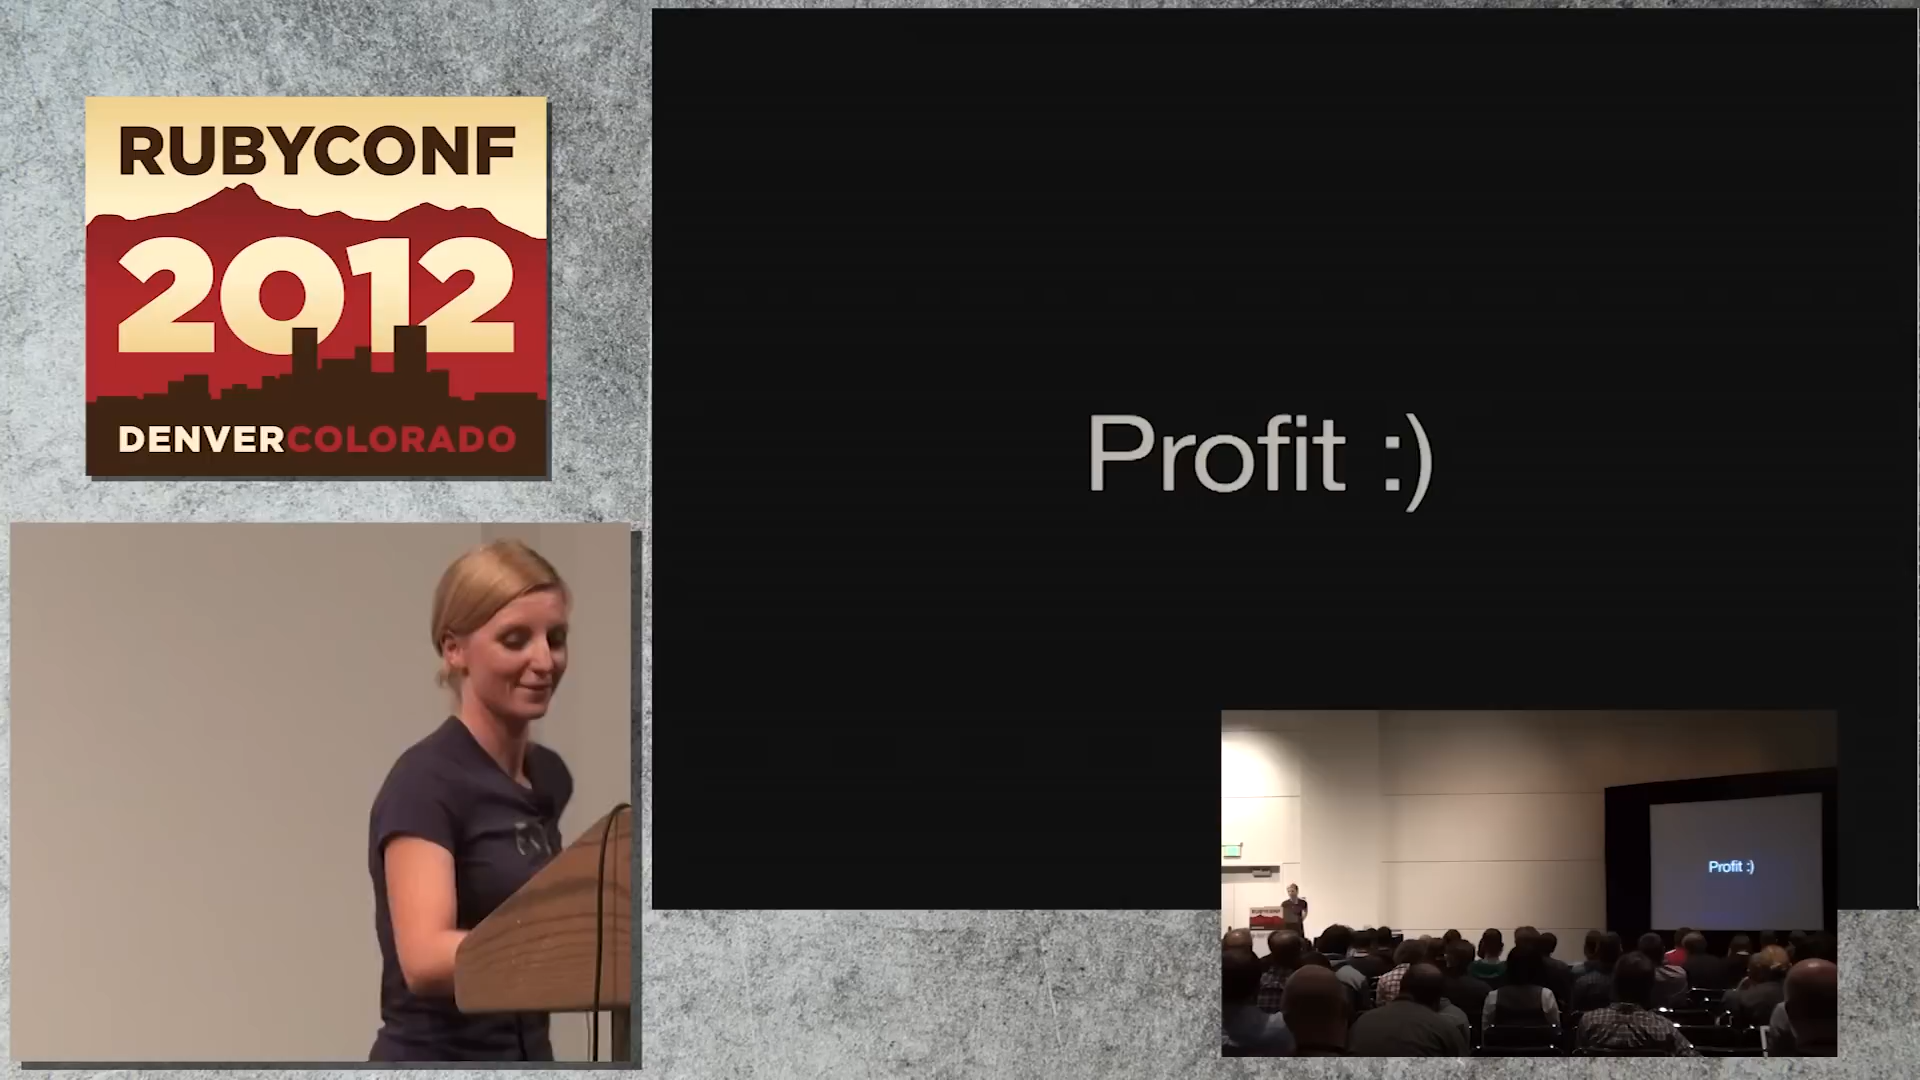 RUBYCONF
2012
DENVERCOLORADO
Profit :)
Profit :)